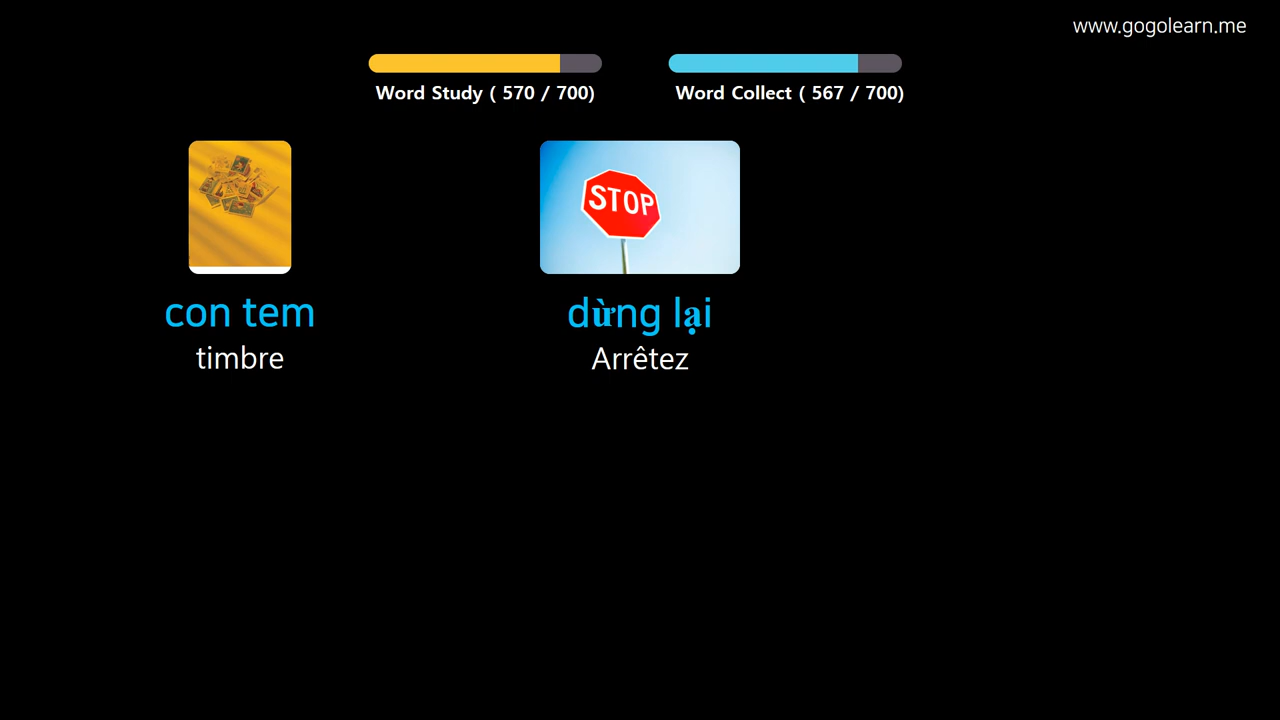 www.gogolearn.me
Word Study ( 570 / 700)
Word Collect ( 567 / 700)
STOP
con tem
dừng lại
timbre
Arrêtez